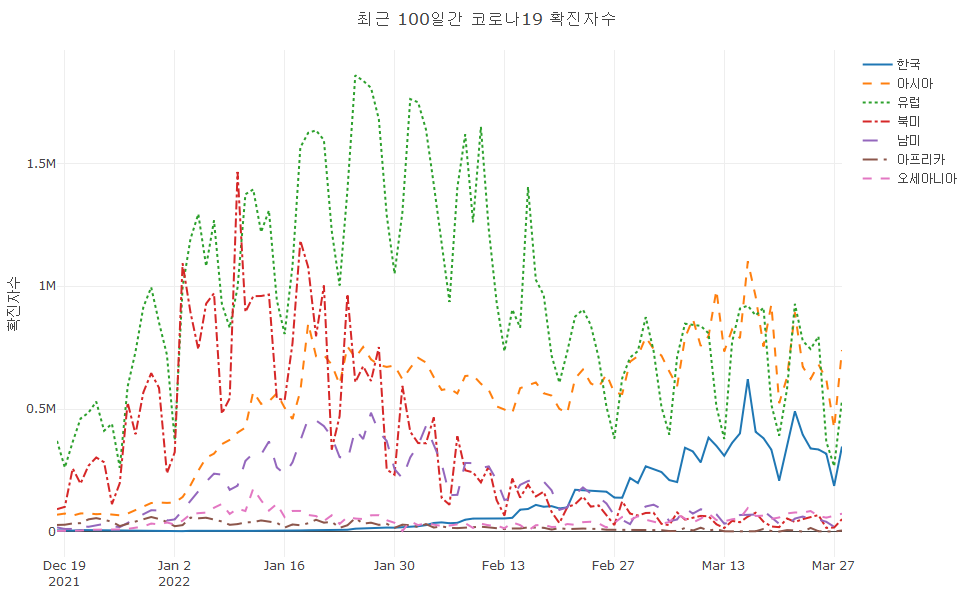 최근 100일간 코로나19 확진자수
한국
아시아
유럽
북미
남미
아프리카
오세아니아
확진자수
1.5M
1M
0.5M
0
Dec 19
2021
Jan 2
2022
Jan 16
Jan 30
Feb 13
Feb 27
Mar 13
Mar 27